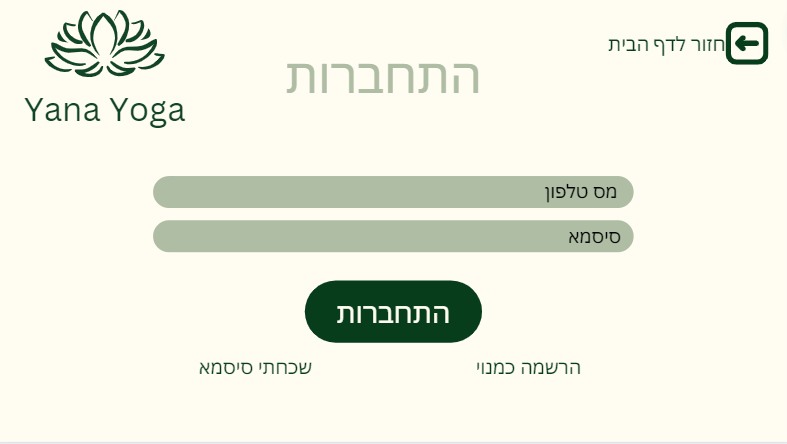 חזור לדף הבית
Yana Yoga
התחברות
מס טלפון
סיסמא
התחברות
הרשמה כמנוי
שכחתי סיסמא